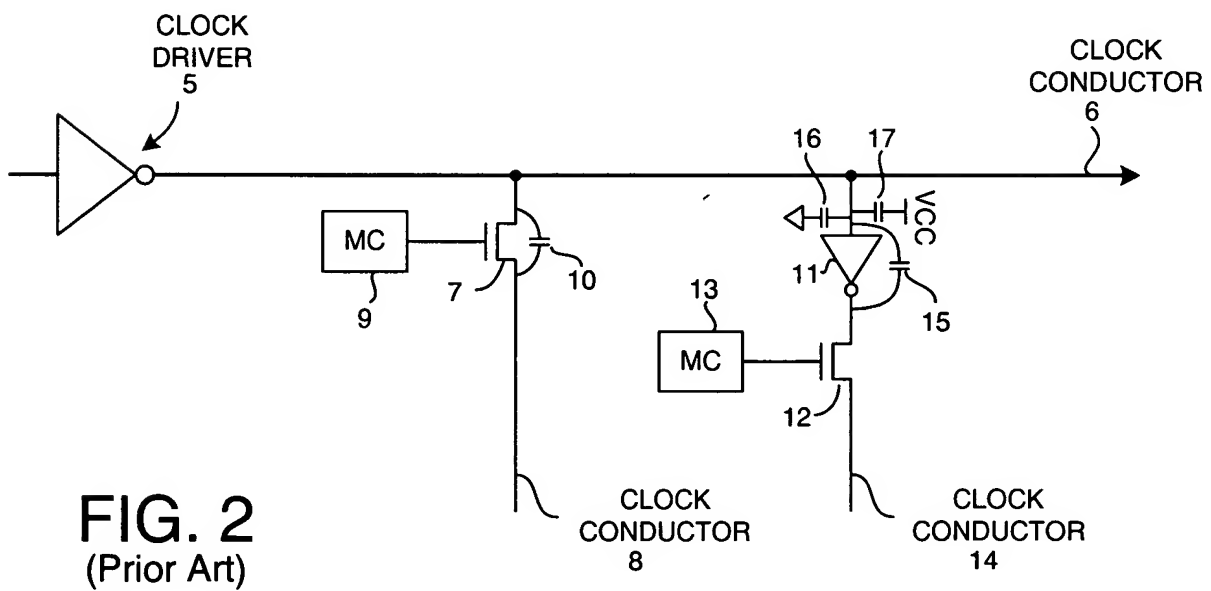 CLOCK
DRIVER
5
CLOCK
CONDUCTOR
6
16
17
VCC
MC
9
7
10
11
15
13
MC
12
CLOCK
CONDUCTOR
8
CLOCK
CONDUCTOR
14
FIG. 2
(Prior Art)